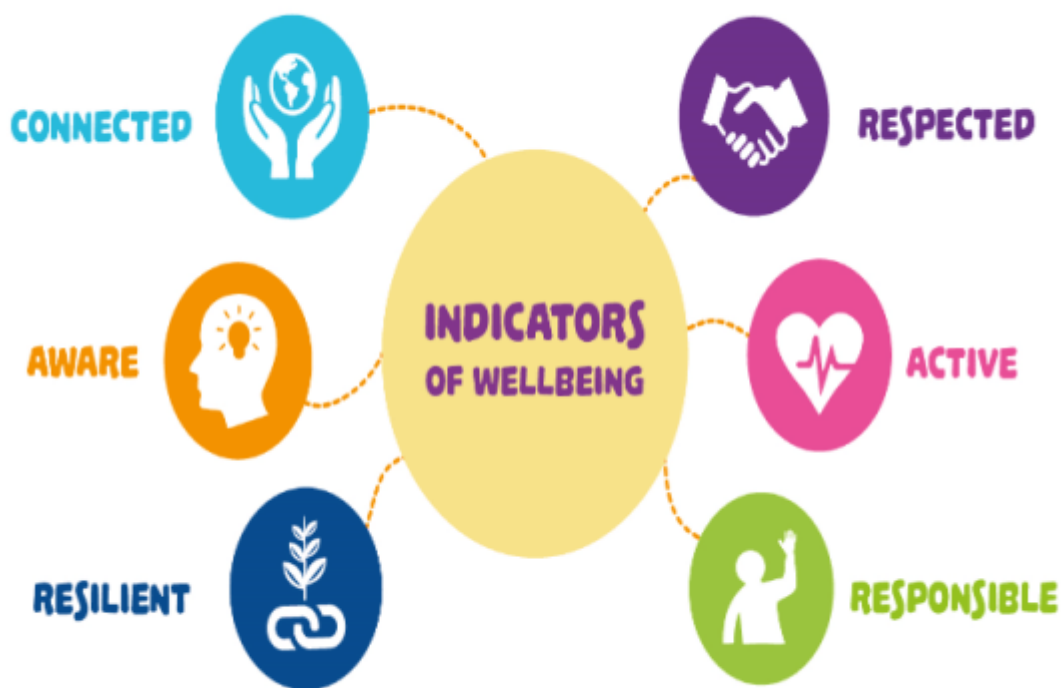 CONNECTED
RESPECTED
INDICATORS
OF WELLBEING
AWARE
ACTIVE
RESILIENT
RESPONSIBLE